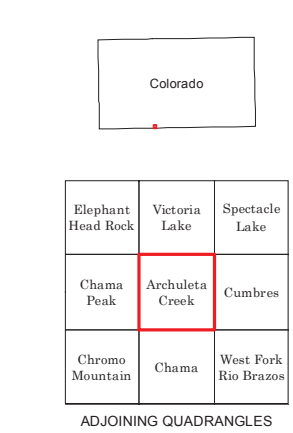 Colorado
Elephant
Head Rock
Victoria
Lake
Spectacle
Lake
Chama
Peak
Archuleta
Creek
Cumbres
Chromo
Mountain
Chama
West Fork
Rio Brazos
ADJOINING QUADRANGLES